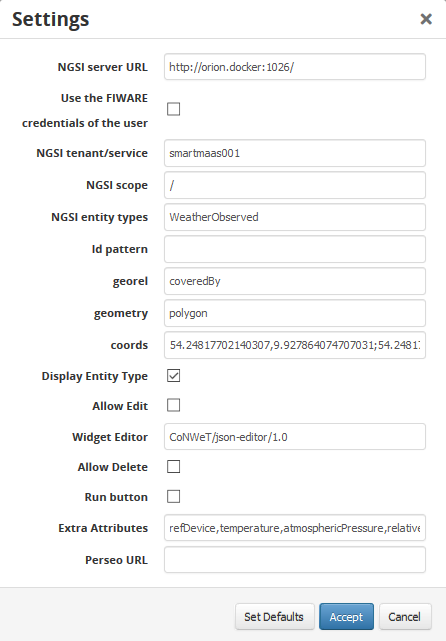 Settings
NGSI server URL http://orion.docker:1026/
Use the FIWARE
credentials of the user
NGSI tenant/service smartmaas001
NGSI scope /
NGSI entity types WeatherObserved
Id pattern
georel coveredBy
geometry polygon
coords 54.24817702140307,9.927864074707031;54.2481
Display Entity Type
Allow Edit
Widget Editor CoNWeT/json-editor/1.0
Allow Delete
Run button
Extra Attributes refDevice,temperature,atmosphericPressure,relative
Perseo URL
Set Defaults Accept Cancel